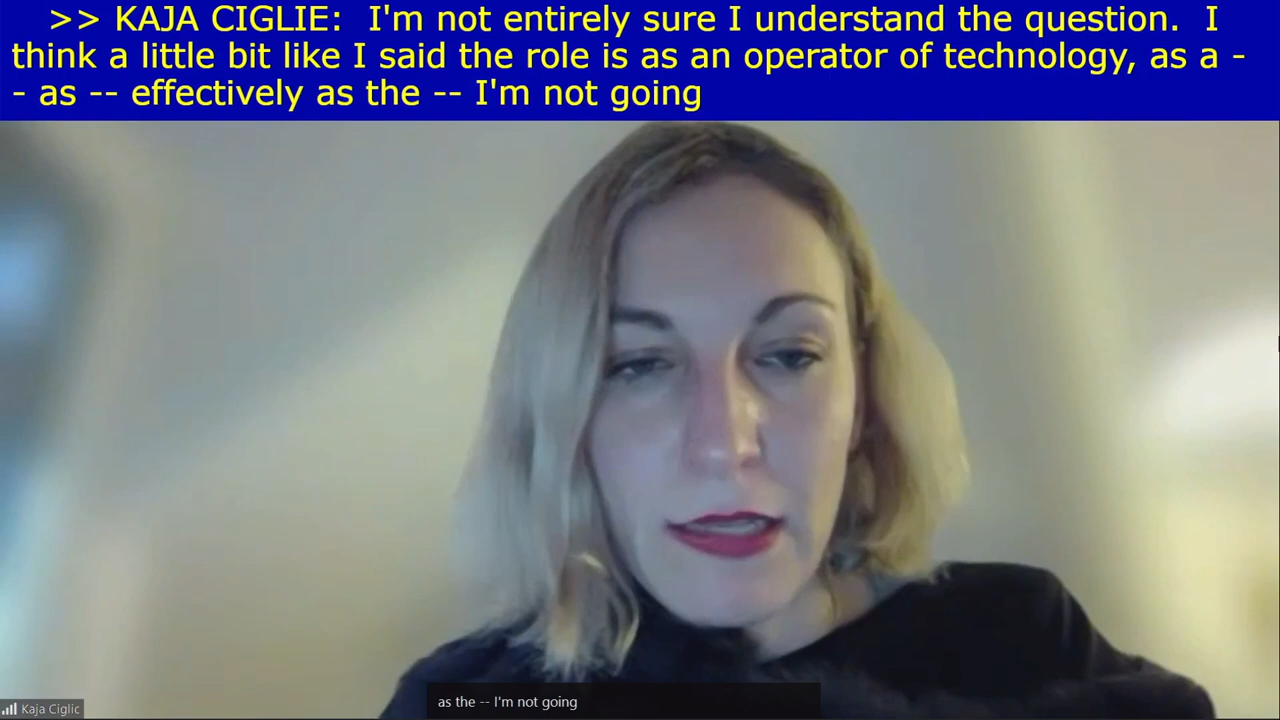 >> KAJA CIGLIE:  I'm not entirely sure I understand the question.  I
think a little bit like I said the role is as an operator of technology, as a -
- as -- effectively as the -- I'm not going
as the -- I'm not going
Kaja Ciglic